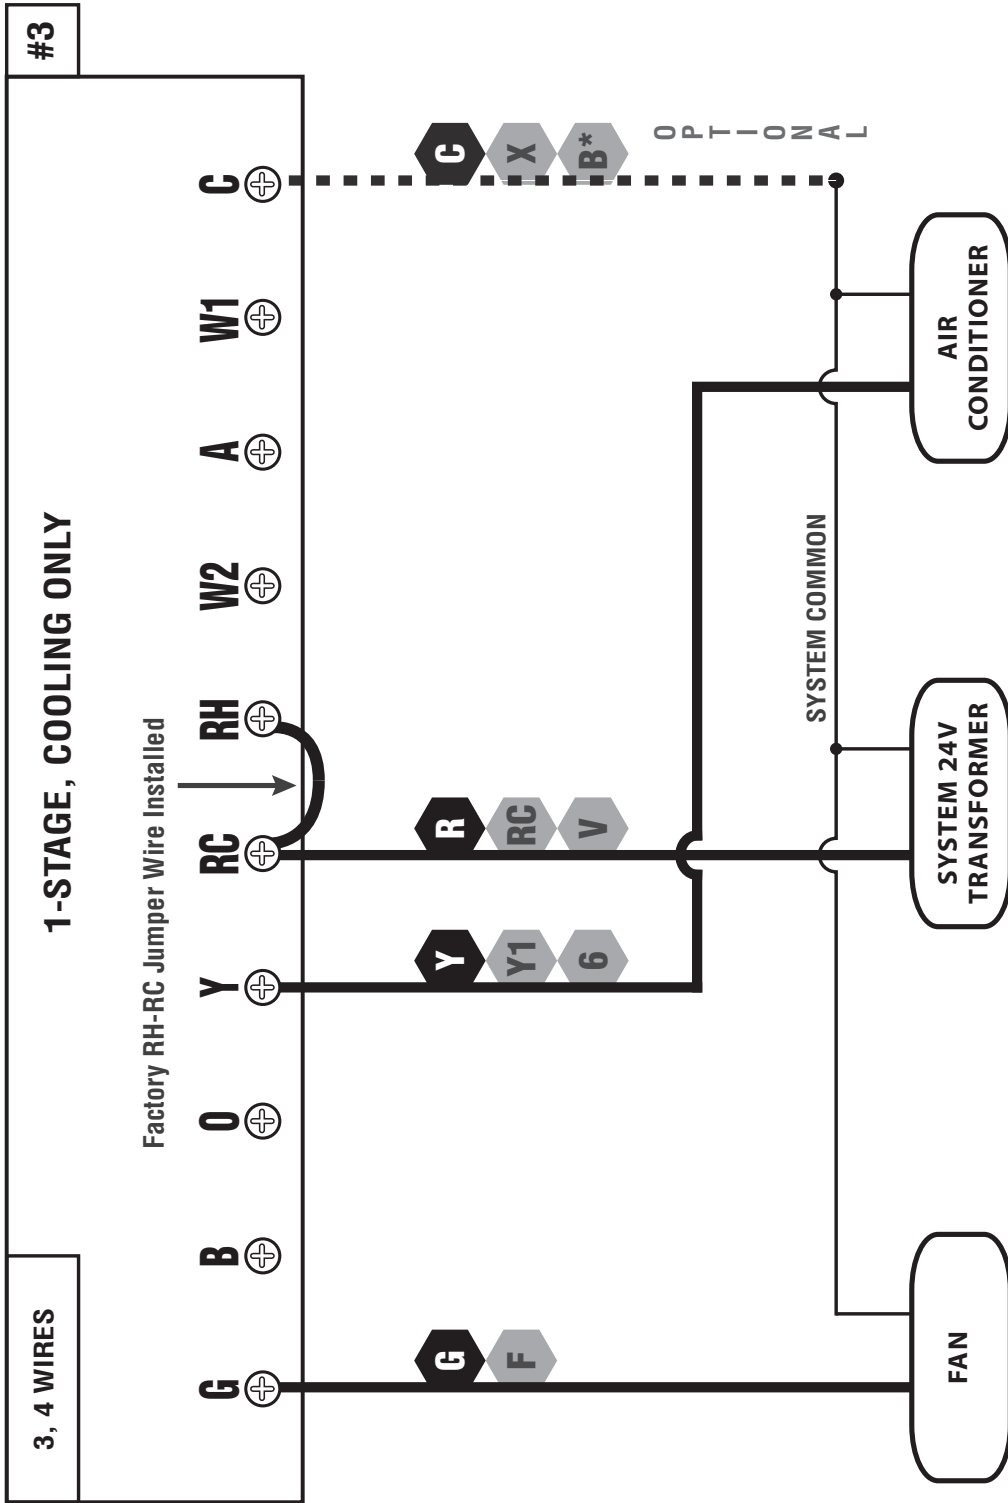 3, 4 WIRES
1-STAGE, COOLING ONLY
#3
Factory RH-RC Jumper Wire Installed
G B O Y RC RH W2 A W1 C
G Y R C
F Y1 RC X
6 V B*
OPTIONAL
SYSTEM COMMON
FAN
SYSTEM 24V
TRANSFORMER
AIR
CONDITIONER